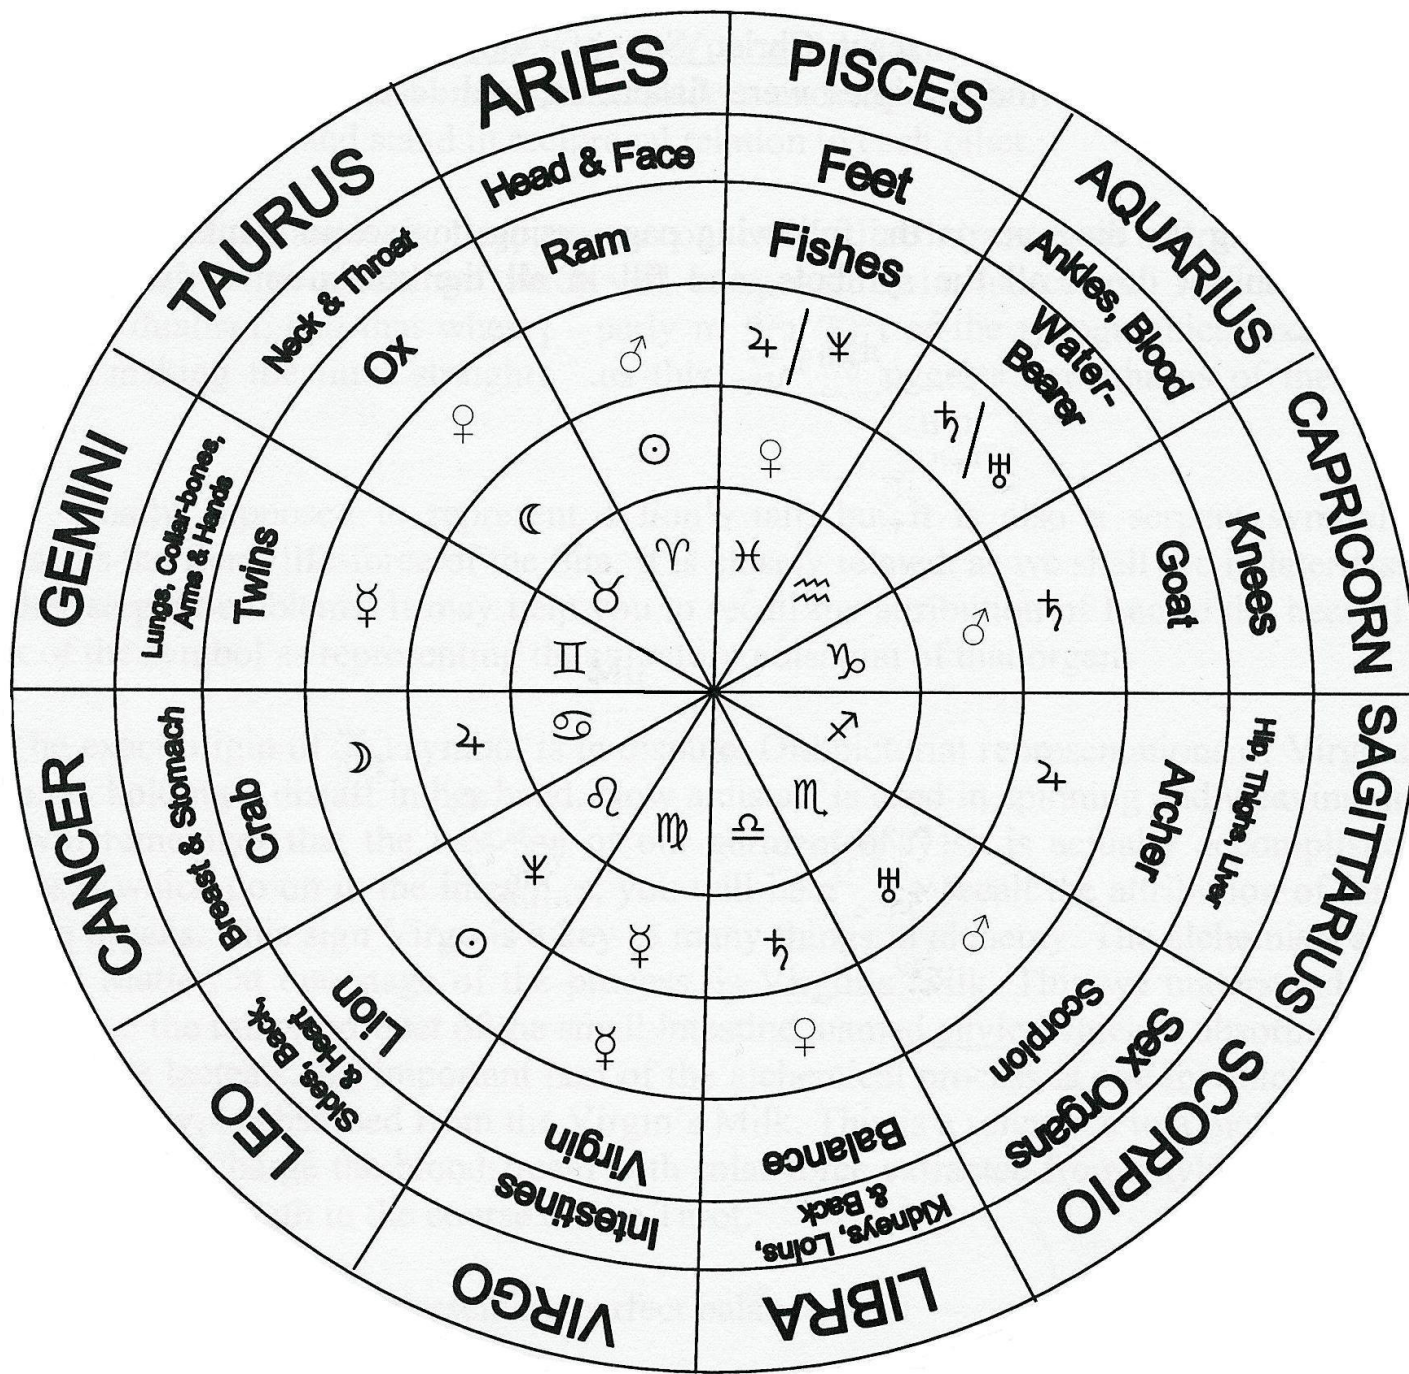 ARIES
Head & Face
Ram
♂
☉
♈
TAURUS
Neck & Throat
Ox
♀
☾
♉
GEMINI
Lungs, Collar-bones,
Arms & Hands
Twins
☿
♊
CANCER
Breast & Stomach
Crab
☽
♃
♋
LEO
Sides, Back,
& Heart
Lion
☉
♆
♌
VIRGO
Intestines
Virgin
☿
☿
♍
LIBRA
Kidneys, Loins,
& Back
Balance
♀
♄
♎
SCORPIO
Sex Organs
Scorpion
♂
♅
♏
SAGITTARIUS
Hip, Thighs, Liver
Archer
♃
♐
CAPRICORN
Knees
Goat
♄
♂
♑
AQUARIUS
Ankles, Blood
Water-
Bearer
♄/♅
♒
PISCES
Feet
Fishes
♃/♆
♀
♓